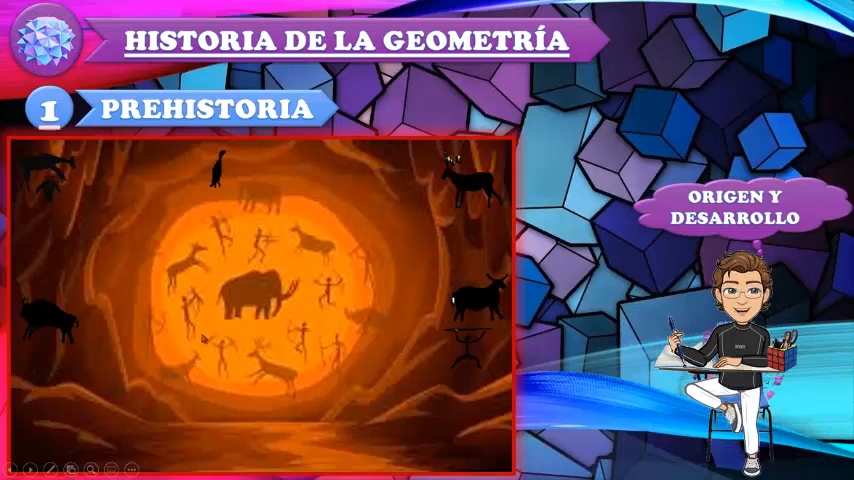 HISTORIA DE LA GEOMETRÍA
1 PREHISTORIA
ORIGEN Y
DESARROLLO